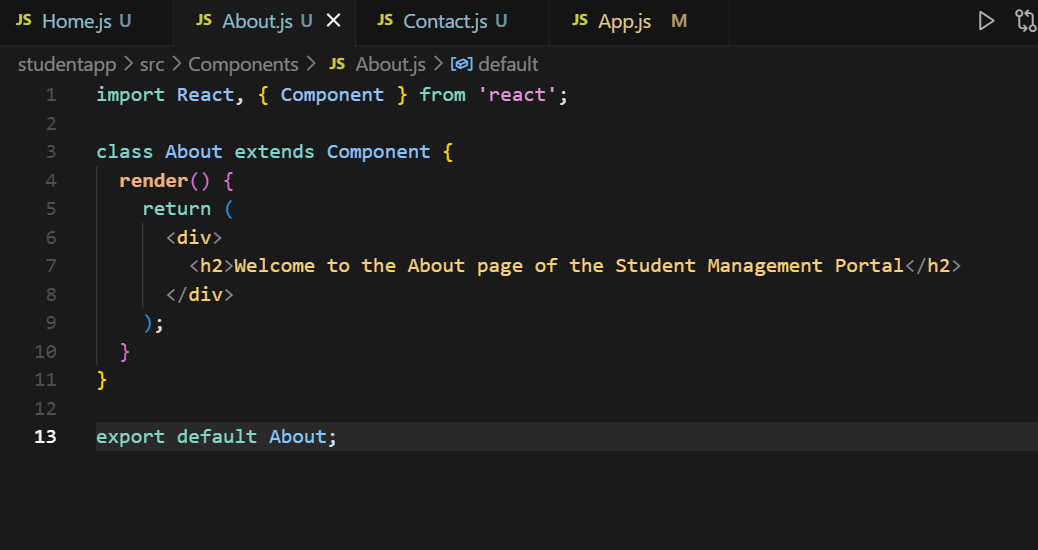 JS Home.js U JS About.js U JS Contact.js U JS App.js M
studentapp > src > Components > JS About.js > default
1 import React, { Component } from 'react';
2
3 class About extends Component {
4   render() {
5     return (
6       <div>
7         <h2>Welcome to the About page of the Student Management Portal</h2>
8       </div>
9     );
10   }
11 }
12
13 export default About;